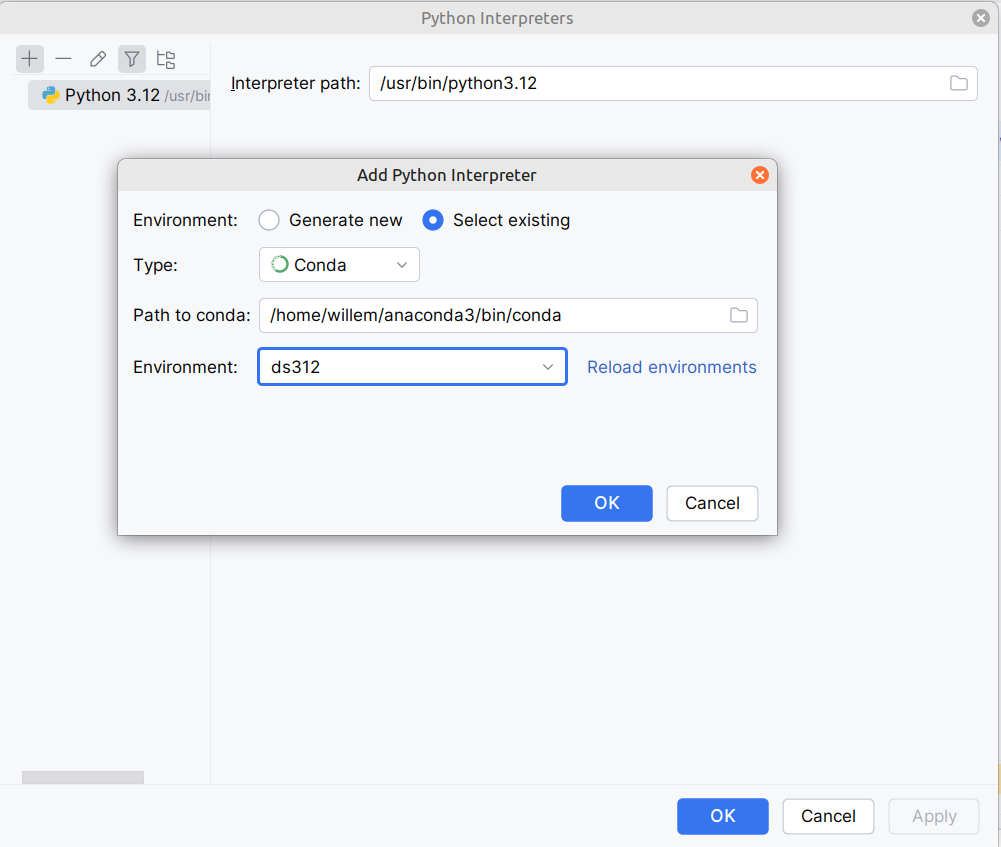 Python Interpreters
Python 3.12 /usr/bin
Interpreter path: /usr/bin/python3.12
Add Python Interpreter
Environment: Generate new Select existing
Type: Conda
Path to conda: /home/willem/anaconda3/bin/conda
Environment: ds312 Reload environments
OK Cancel
OK Cancel Apply